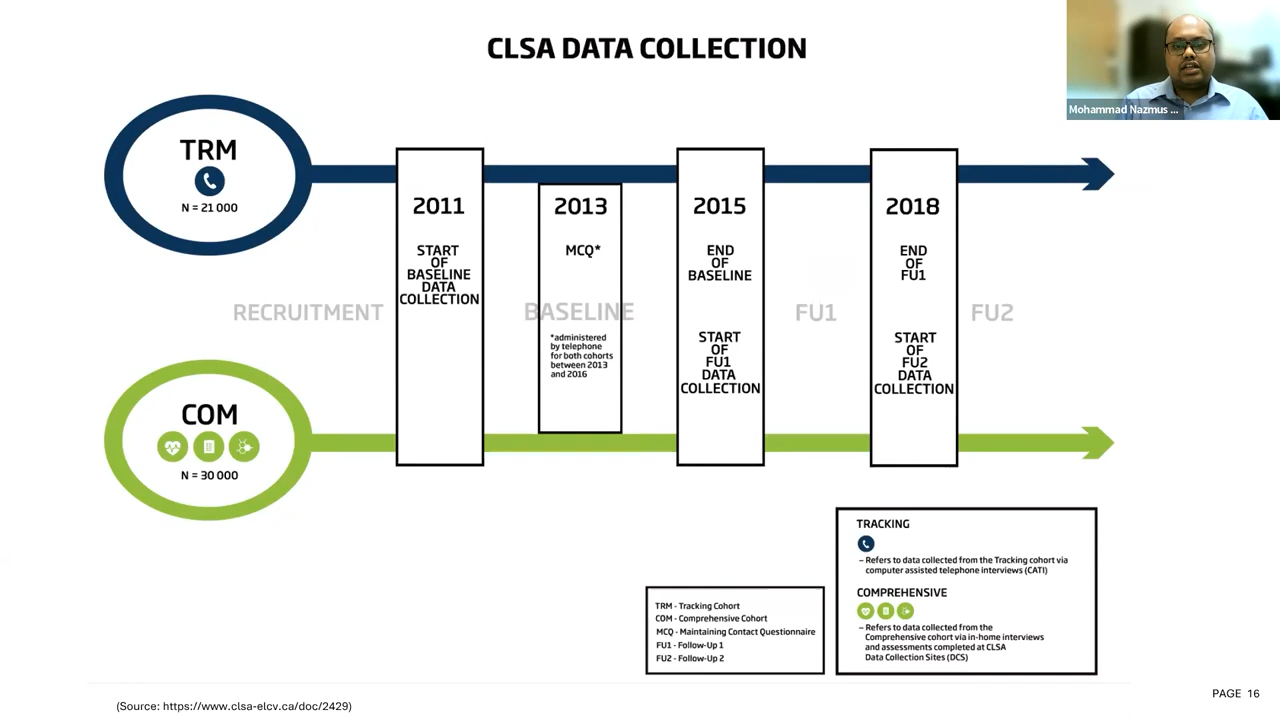 CLSA DATA COLLECTION
Mohammad Nazmus ...
TRM
N = 21 000
2011
START
OF
BASELINE
DATA
COLLECTION
2013
MCQ*
*administered
by telephone
for both cohorts
between 2013
and 2016
2015
END
OF
BASELINE
START
OF
FU1
DATA
COLLECTION
2018
END
OF
FU1
START
OF
FU2
DATA
COLLECTION
RECRUITMENT
BASELINE
FU1
FU2
COM
N = 30 000
TRM - Tracking Cohort
COM - Comprehensive Cohort
MCQ - Maintaining Contact Questionnaire
FU1 - Follow-Up 1
FU2 - Follow-Up 2
TRACKING
– Refers to data collected from the Tracking cohort via
computer assisted telephone interviews (CATI)
COMPREHENSIVE
– Refers to data collected from the
Comprehensive cohort via in-home interviews
and assessments completed at CLSA
Data Collection Sites (DCS)
(Source: https://www.clsa-elcv.ca/doc/2429)
PAGE 16